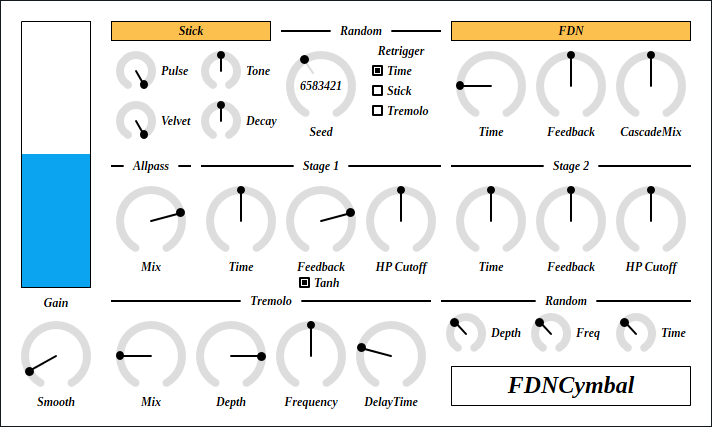 Stick
Random
FDN
Pulse
Tone
Velvet
Decay
6583421
Seed
Retrigger
Time
Stick
Tremolo
Time
Feedback
CascadeMix
Allpass
Stage 1
Stage 2
Mix
Time
Feedback
HP Cutoff
Tanh
Time
Feedback
HP Cutoff
Gain
Tremolo
Random
Smooth
Mix
Depth
Frequency
DelayTime
Depth
Freq
Time
FDNCymbal